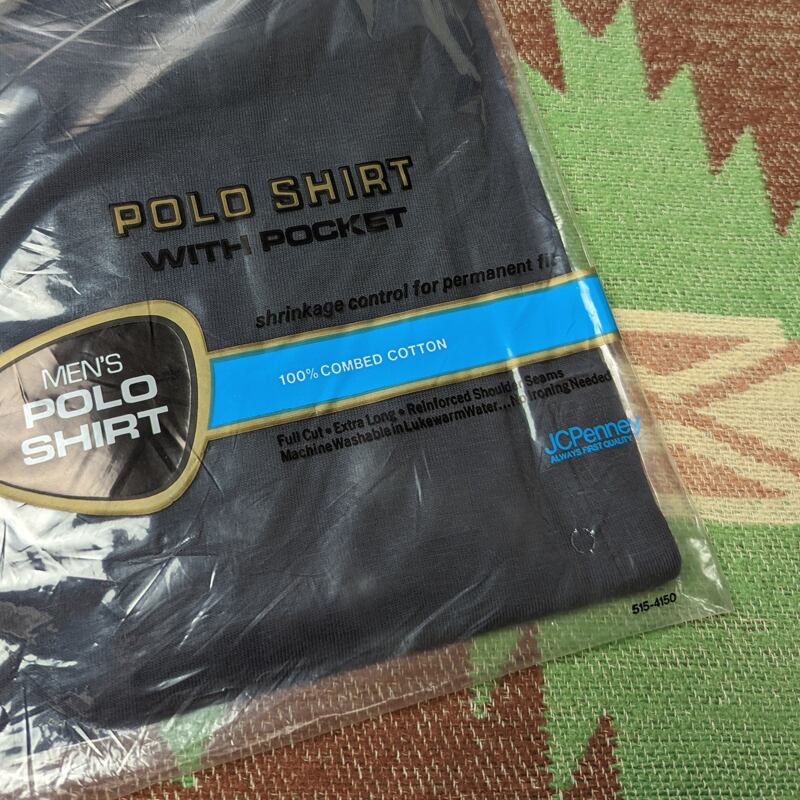 POLO SHIRT
WITH POCKET
shrinkage control for permanent fit
100% COMBED COTTON
MEN'S
POLO
SHIRT
Full Cut • Extra Long • Reinforced Shoulder Seams
Machine Washable in Lukewarm Water... No Ironing Needed
JCPenney
ALWAYS FIRST QUALITY
515-4150